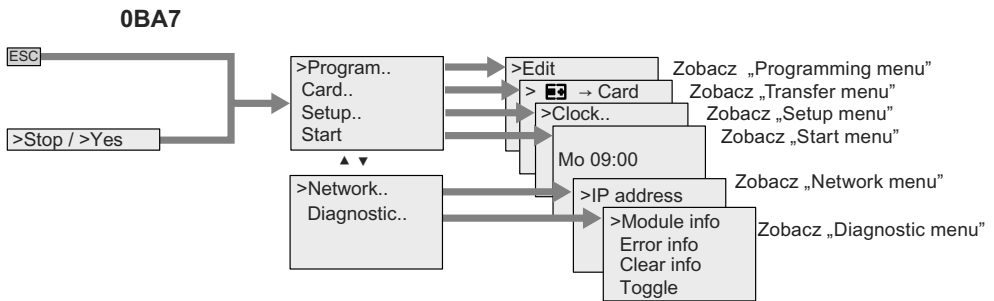 0BA7
ESC
>Stop / >Yes
>Program..
Card..
Setup..
Start
▲ ▼
>Network..
Diagnostic..
>Edit
> → Card
>Clock..
Mo 09:00
>IP address
>Module info
Error info
Clear info
Toggle
Zobacz „Programming menu”
Zobacz „Transfer menu”
Zobacz „Setup menu”
Zobacz „Start menu”
Zobacz „Network menu”
Zobacz „Diagnostic menu”